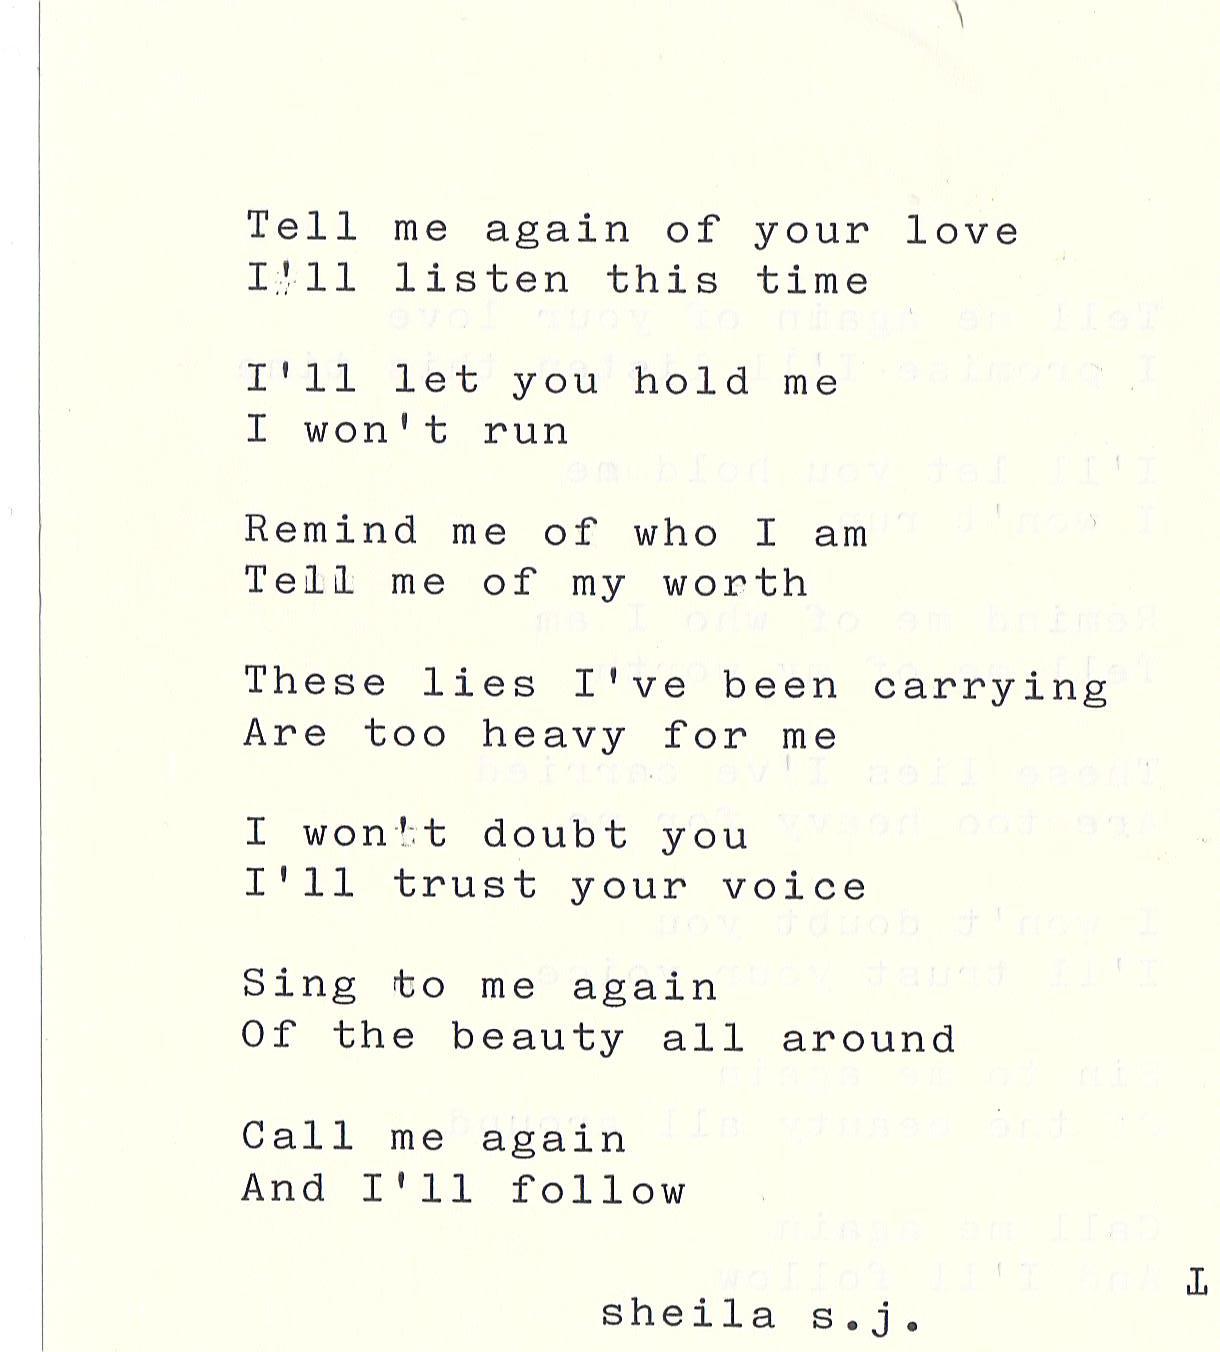 Tell me again of your love
I'll listen this time
I'll let you hold me
I won't run
Remind me of who I am
Tell me of my worth
These lies I've been carrying
Are too heavy for me
I won't doubt you
I'll trust your voice
Sing to me again
Of the beauty all around
Call me again
And I'll follow
T
sheila s.j.